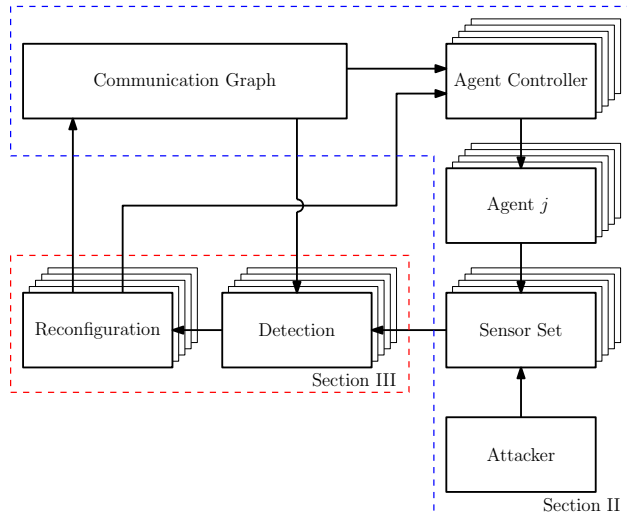 Communication Graph
Agent Controller
Agent j
Reconfiguration
Detection
Sensor Set
Section III
Attacker
Section II